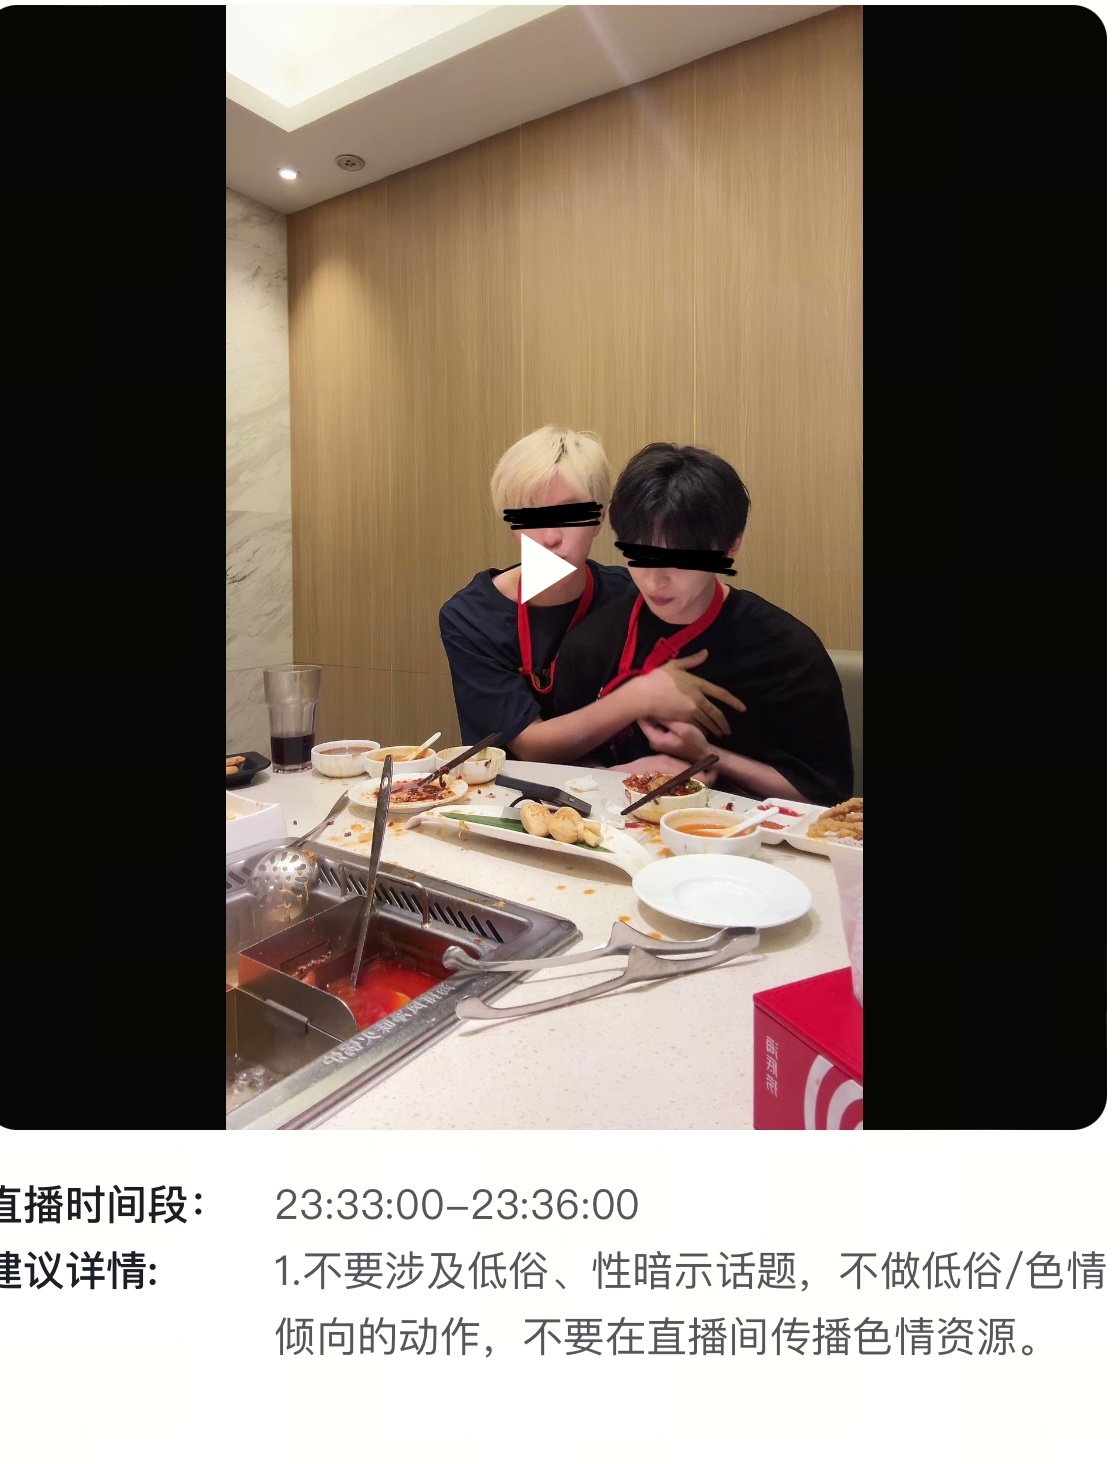 直播时间段：
23:33:00-23:36:00
建议详情:
1.不要涉及低俗、性暗示话题，不做低俗/色情
倾向的动作，不要在直播间传播色情资源。